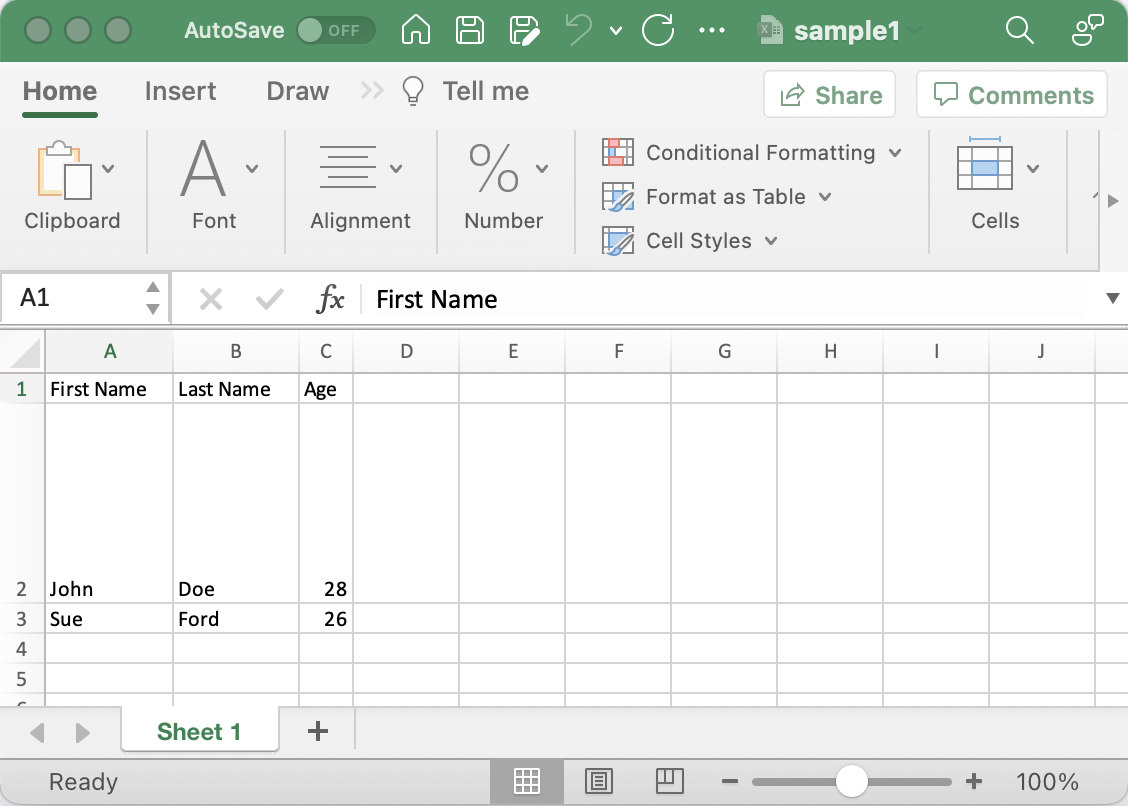 AutoSave OFF sample1
Home Insert Draw Tell me Share Comments
Clipboard Font Alignment Number Conditional Formatting Cells
Format as Table
Cell Styles
A1 fx First Name
A B C D E F G H I J
1 First Name Last Name Age
2 John Doe 28
3 Sue Ford 26
4
5
Sheet 1
Ready 100%